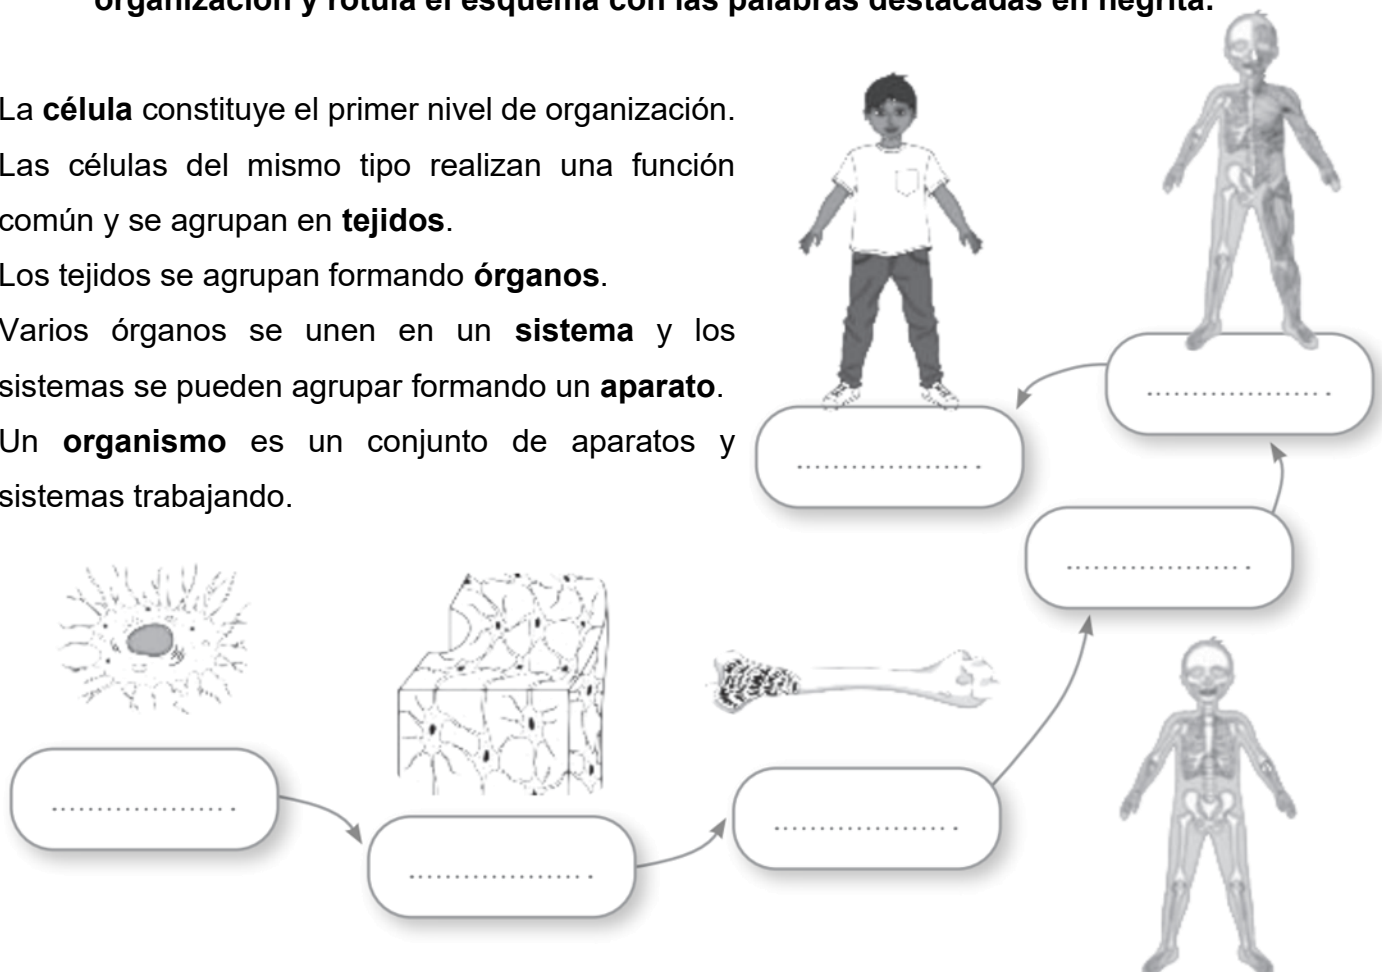 organización y rotula el esquema con las palabras destacadas en negrita.
La célula constituye el primer nivel de organización.
Las células del mismo tipo realizan una función
común y se agrupan en tejidos.
Los tejidos se agrupan formando órganos.
Varios órganos se unen en un sistema y los
sistemas se pueden agrupar formando un aparato.
Un organismo es un conjunto de aparatos y
sistemas trabajando.